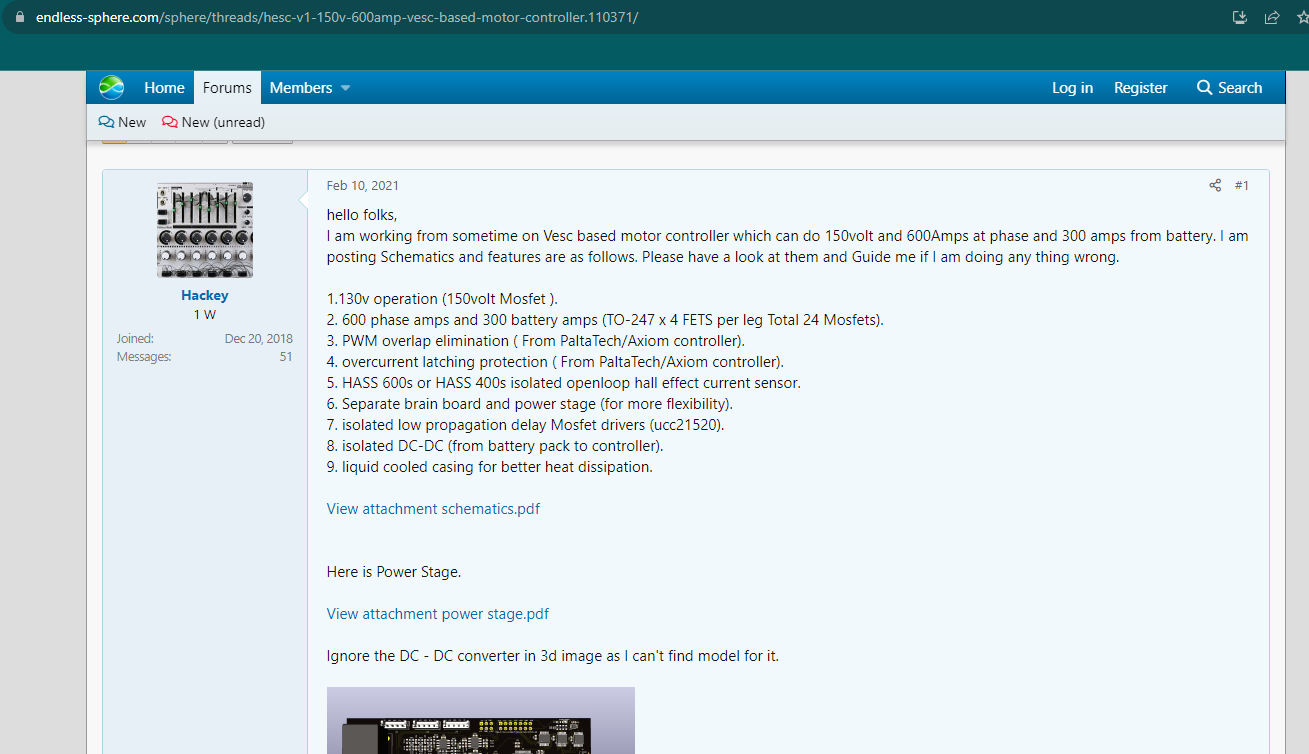 endless-sphere.com/sphere/threads/hesc-v1-150v-600amp-vesc-based-motor-controller.110371/
Home Forums Members Log in Register Search
New New (unread)
Feb 10, 2021 #1
hello folks,
I am working from sometime on Vesc based motor controller which can do 150volt and 600Amps at phase and 300 amps from battery. I am
posting Schematics and features are as follows. Please have a look at them and Guide me if I am doing any thing wrong.
Hackey
1 W
Joined: Dec 20, 2018
Messages: 51
1.130v operation (150volt Mosfet ).
2. 600 phase amps and 300 battery amps (TO-247 x 4 FETS per leg Total 24 Mosfets).
3. PWM overlap elimination ( From PaltaTech/Axiom controller).
4. overcurrent latching protection ( From PaltaTech/Axiom controller).
5. HASS 600s or HASS 400s isolated openloop hall effect current sensor.
6. Separate brain board and power stage (for more flexibility).
7. isolated low propagation delay Mosfet drivers (ucc21520).
8. isolated DC-DC (from battery pack to controller).
9. liquid cooled casing for better heat dissipation.
View attachment schematics.pdf
Here is Power Stage.
View attachment power stage.pdf
Ignore the DC - DC converter in 3d image as I can't find model for it.